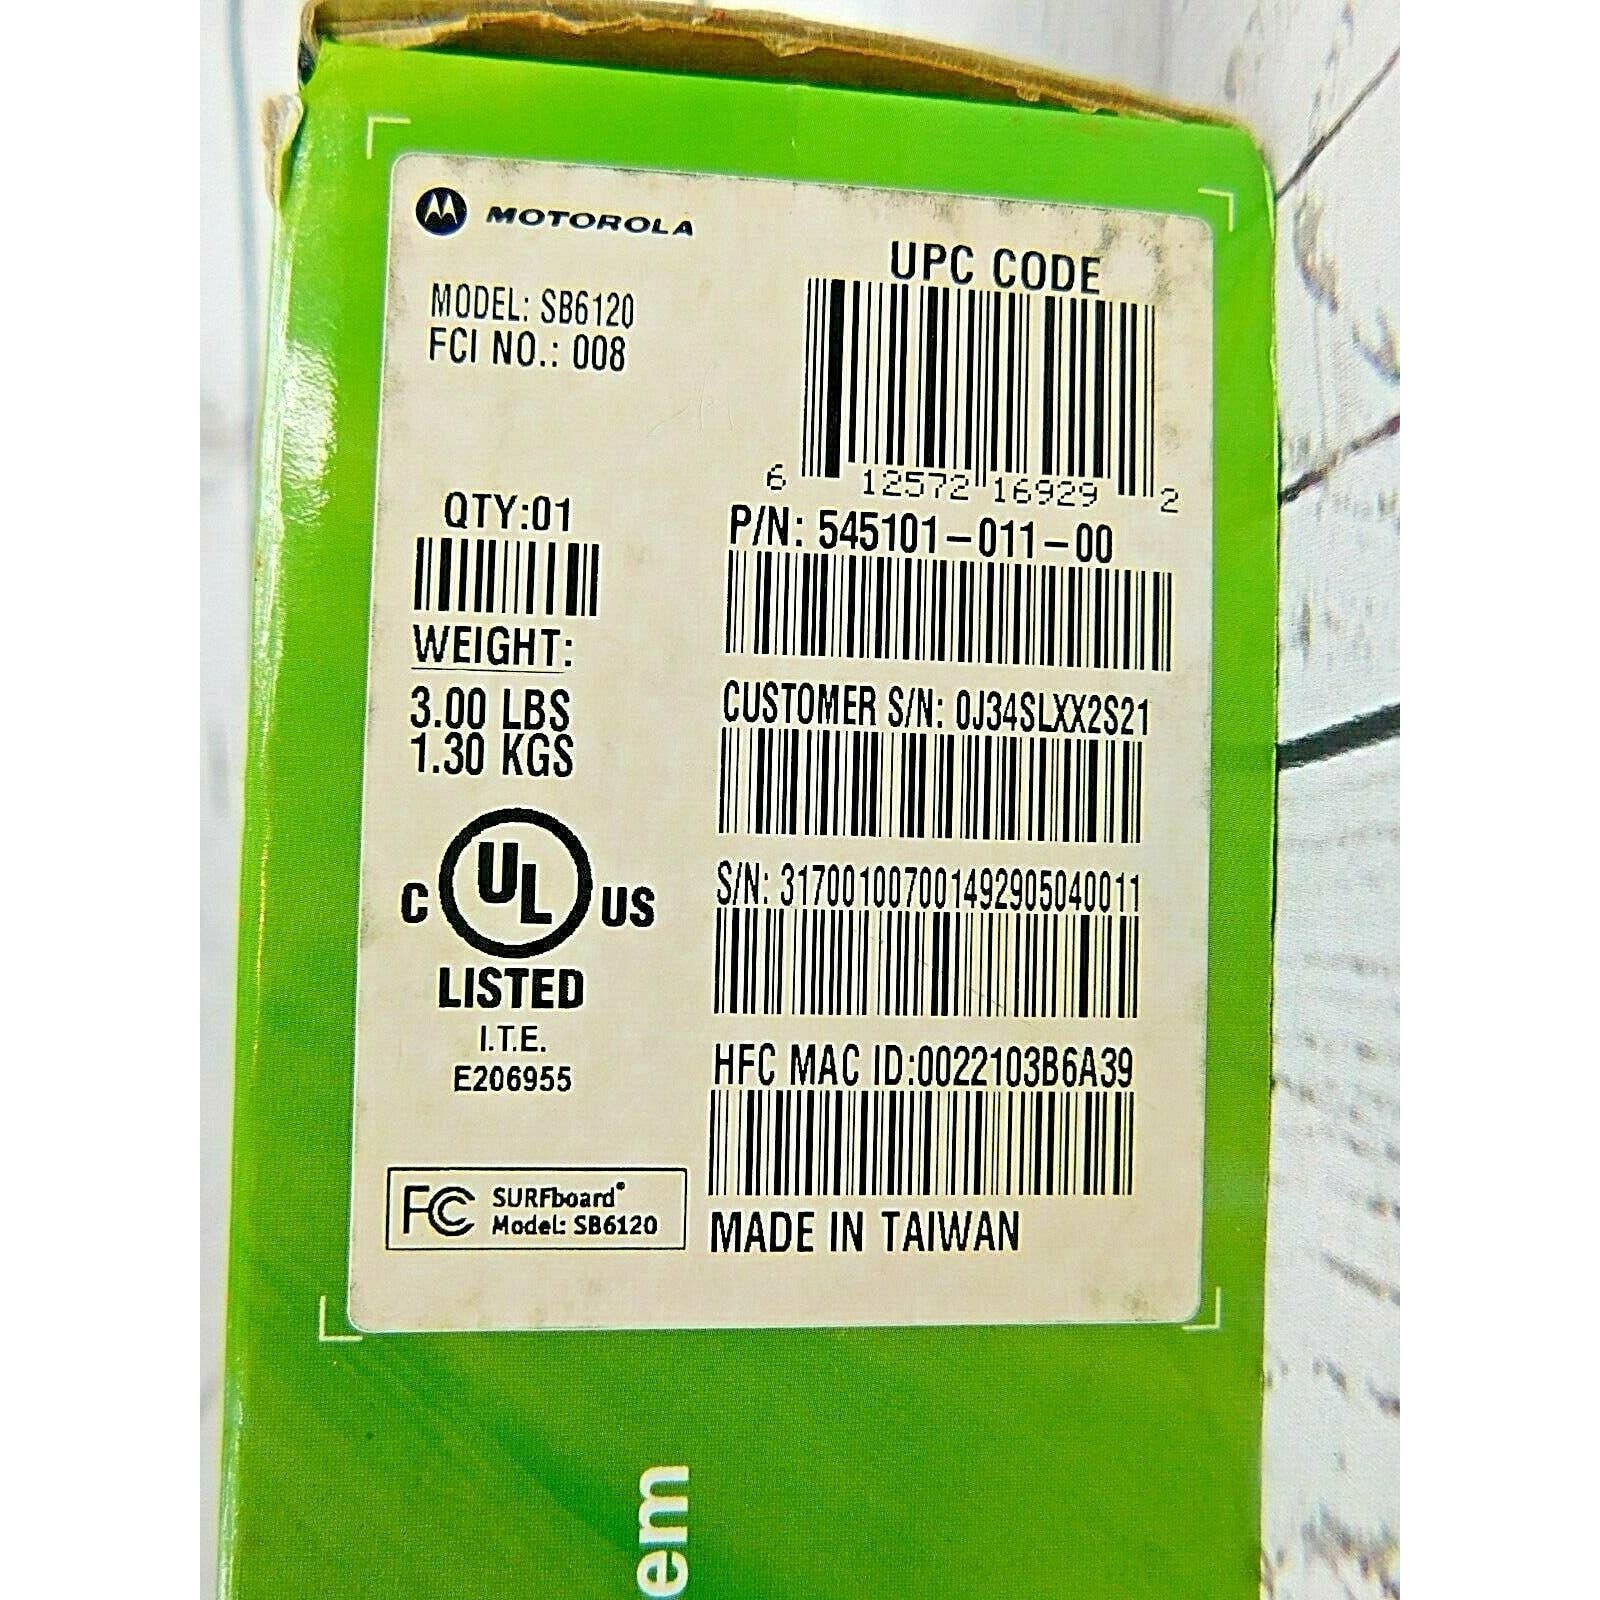 MOTOROLA
MODEL: SB6120
FCI NO.: 008
UPC CODE
6 12572 16929 2
QTY:01
P/N: 545101-011-00
WEIGHT:
3.00 LBS
1.30 KGS
CUSTOMER S/N: 0J34SLXX2S21
S/N: 317001007001492905040011
C UL US
LISTED
I.T.E.
E206955
HFC MAC ID:0022103B6A39
FC SURFboard®
Model: SB6120
MADE IN TAIWAN
em